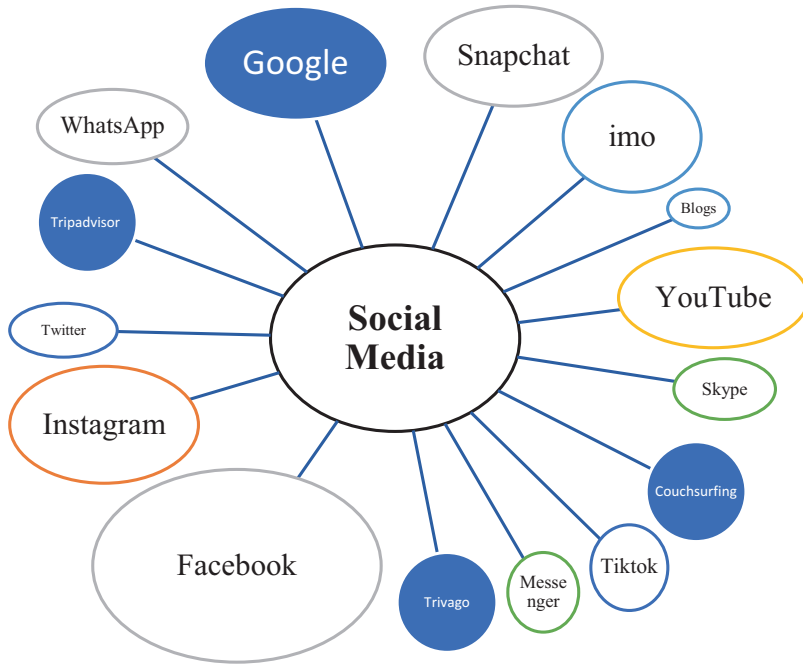 Google
Snapchat
WhatsApp
imo
Tripadvisor
Blogs
Social
Media
YouTube
Twitter
Skype
Instagram
Couchsurfing
Facebook
Tiktok
Trivago
Messe
nger